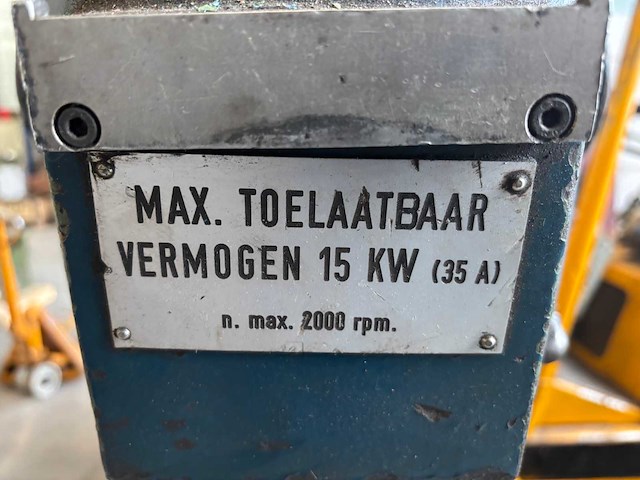 MAX. TOELAATBAAR
VERMOGEN 15 KW (35 A)
n. max. 2000 rpm.